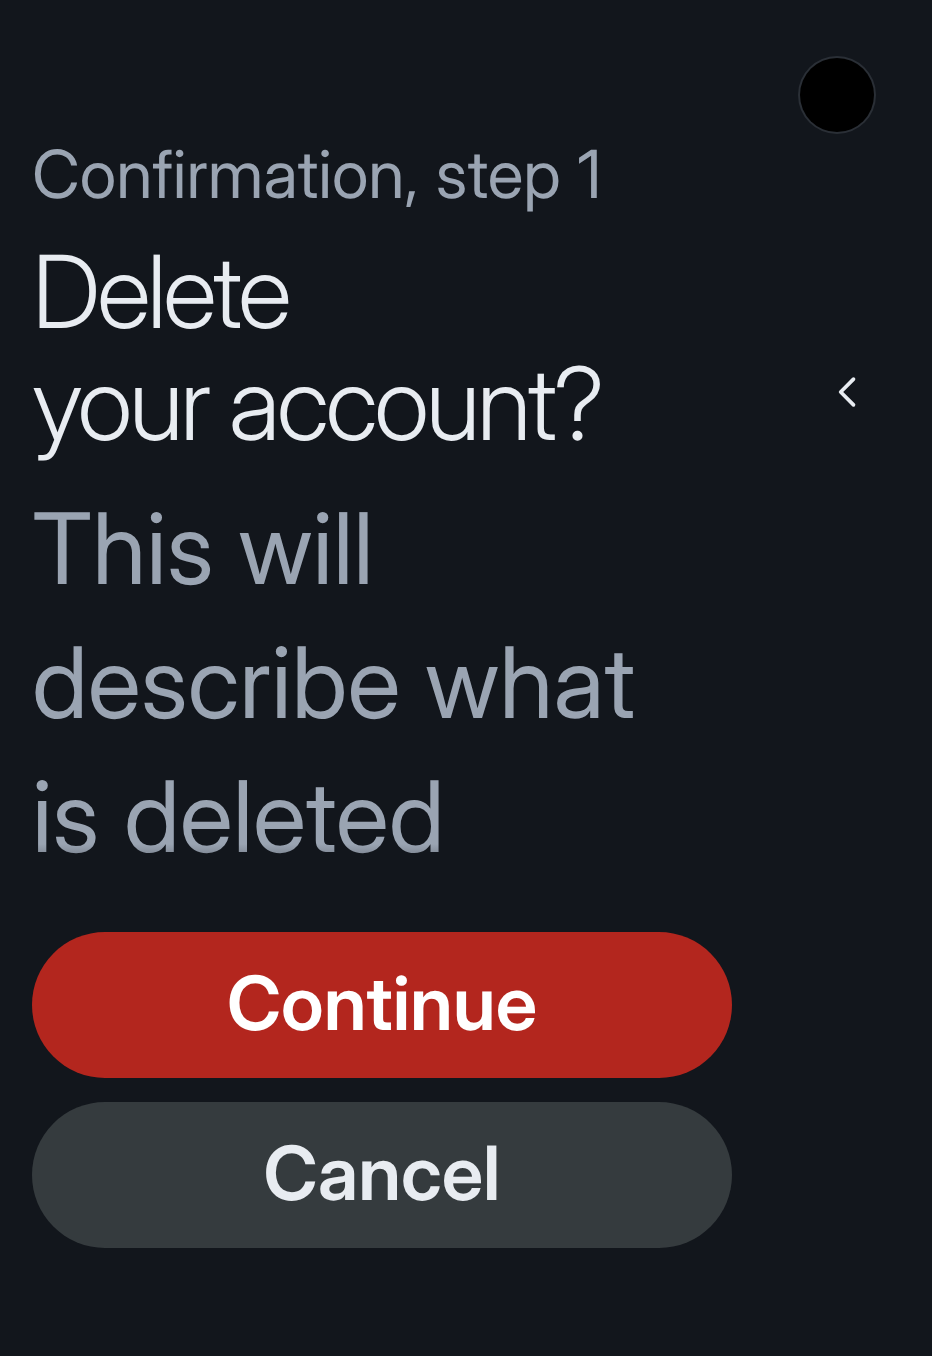 Confirmation, step 1
Delete
your account?
This will
describe what
is deleted
Continue
Cancel